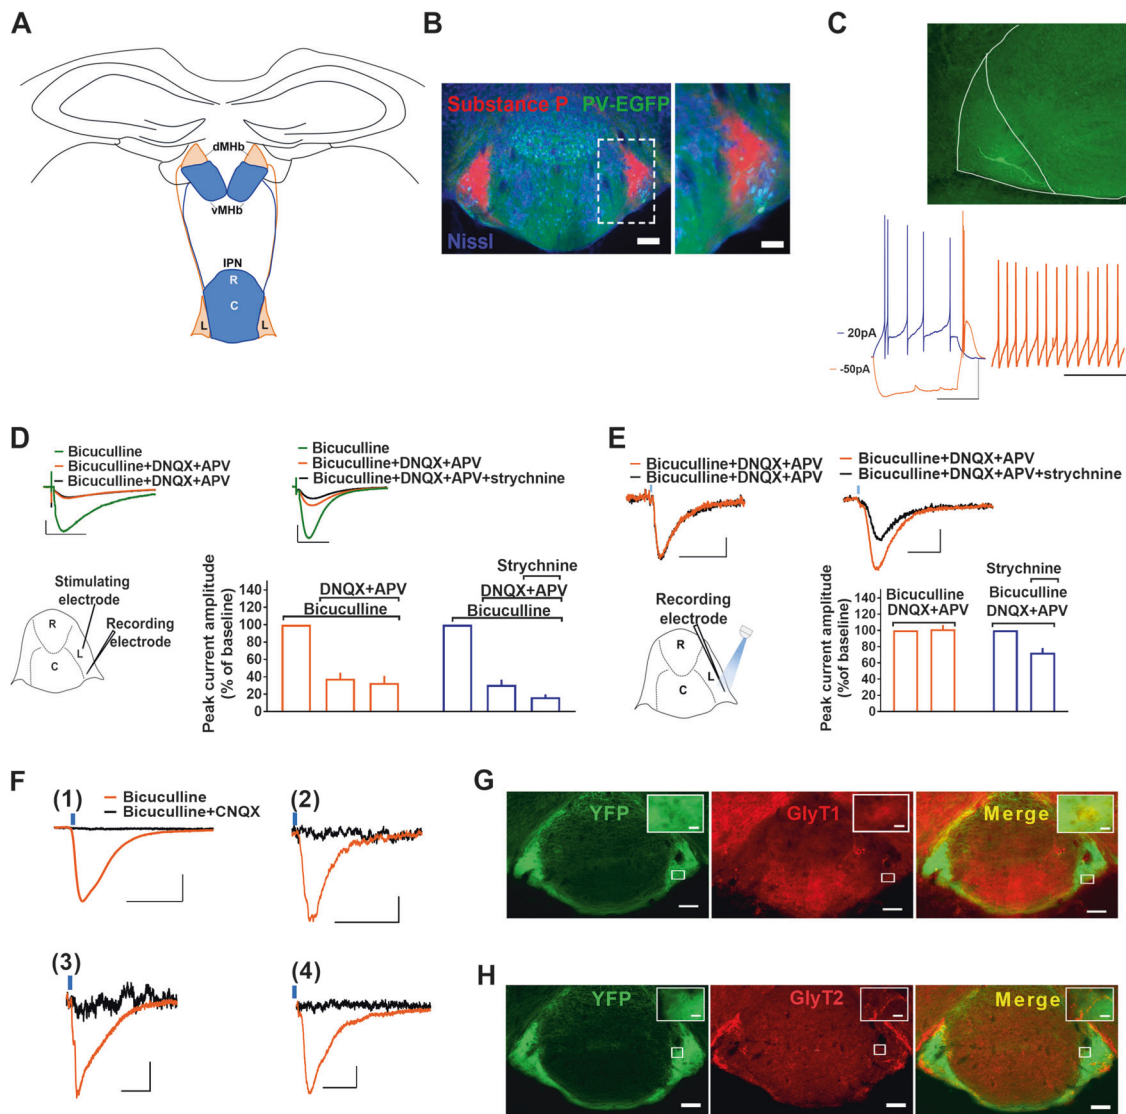 A
dMHb
vMHb
IPN
R
C
L
L
B
Substance P
PV-EGFP
Nissl
C
20pA
-50pA
D
Bicuculline
Bicuculline+DNQX+APV
Bicuculline+DNQX+APV
Bicuculline
Bicuculline+DNQX+APV
Bicuculline+DNQX+APV+strychnine
Stimulating
electrode
Recording
electrode
R
L
C
Peak current amplitude
(% of baseline)
140
120
100
80
60
40
20
0
DNQX+APV
Bicuculline
Strychnine
DNQX+APV
Bicuculline
E
Bicuculline+DNQX+APV
Bicuculline+DNQX+APV
Bicuculline+DNQX+APV
Bicuculline+DNQX+APV+strychnine
Recording
electrode
R
L
C
Peak current amplitude
(%of baseline)
140
120
100
80
60
40
20
0
Bicuculline
DNQX+APV
Strychnine
Bicuculline
DNQX+APV
F
(1)
Bicuculline
Bicuculline+CNQX
(2)
(3)
(4)
G
YFP
GlyT1
Merge
H
YFP
GlyT2
Merge